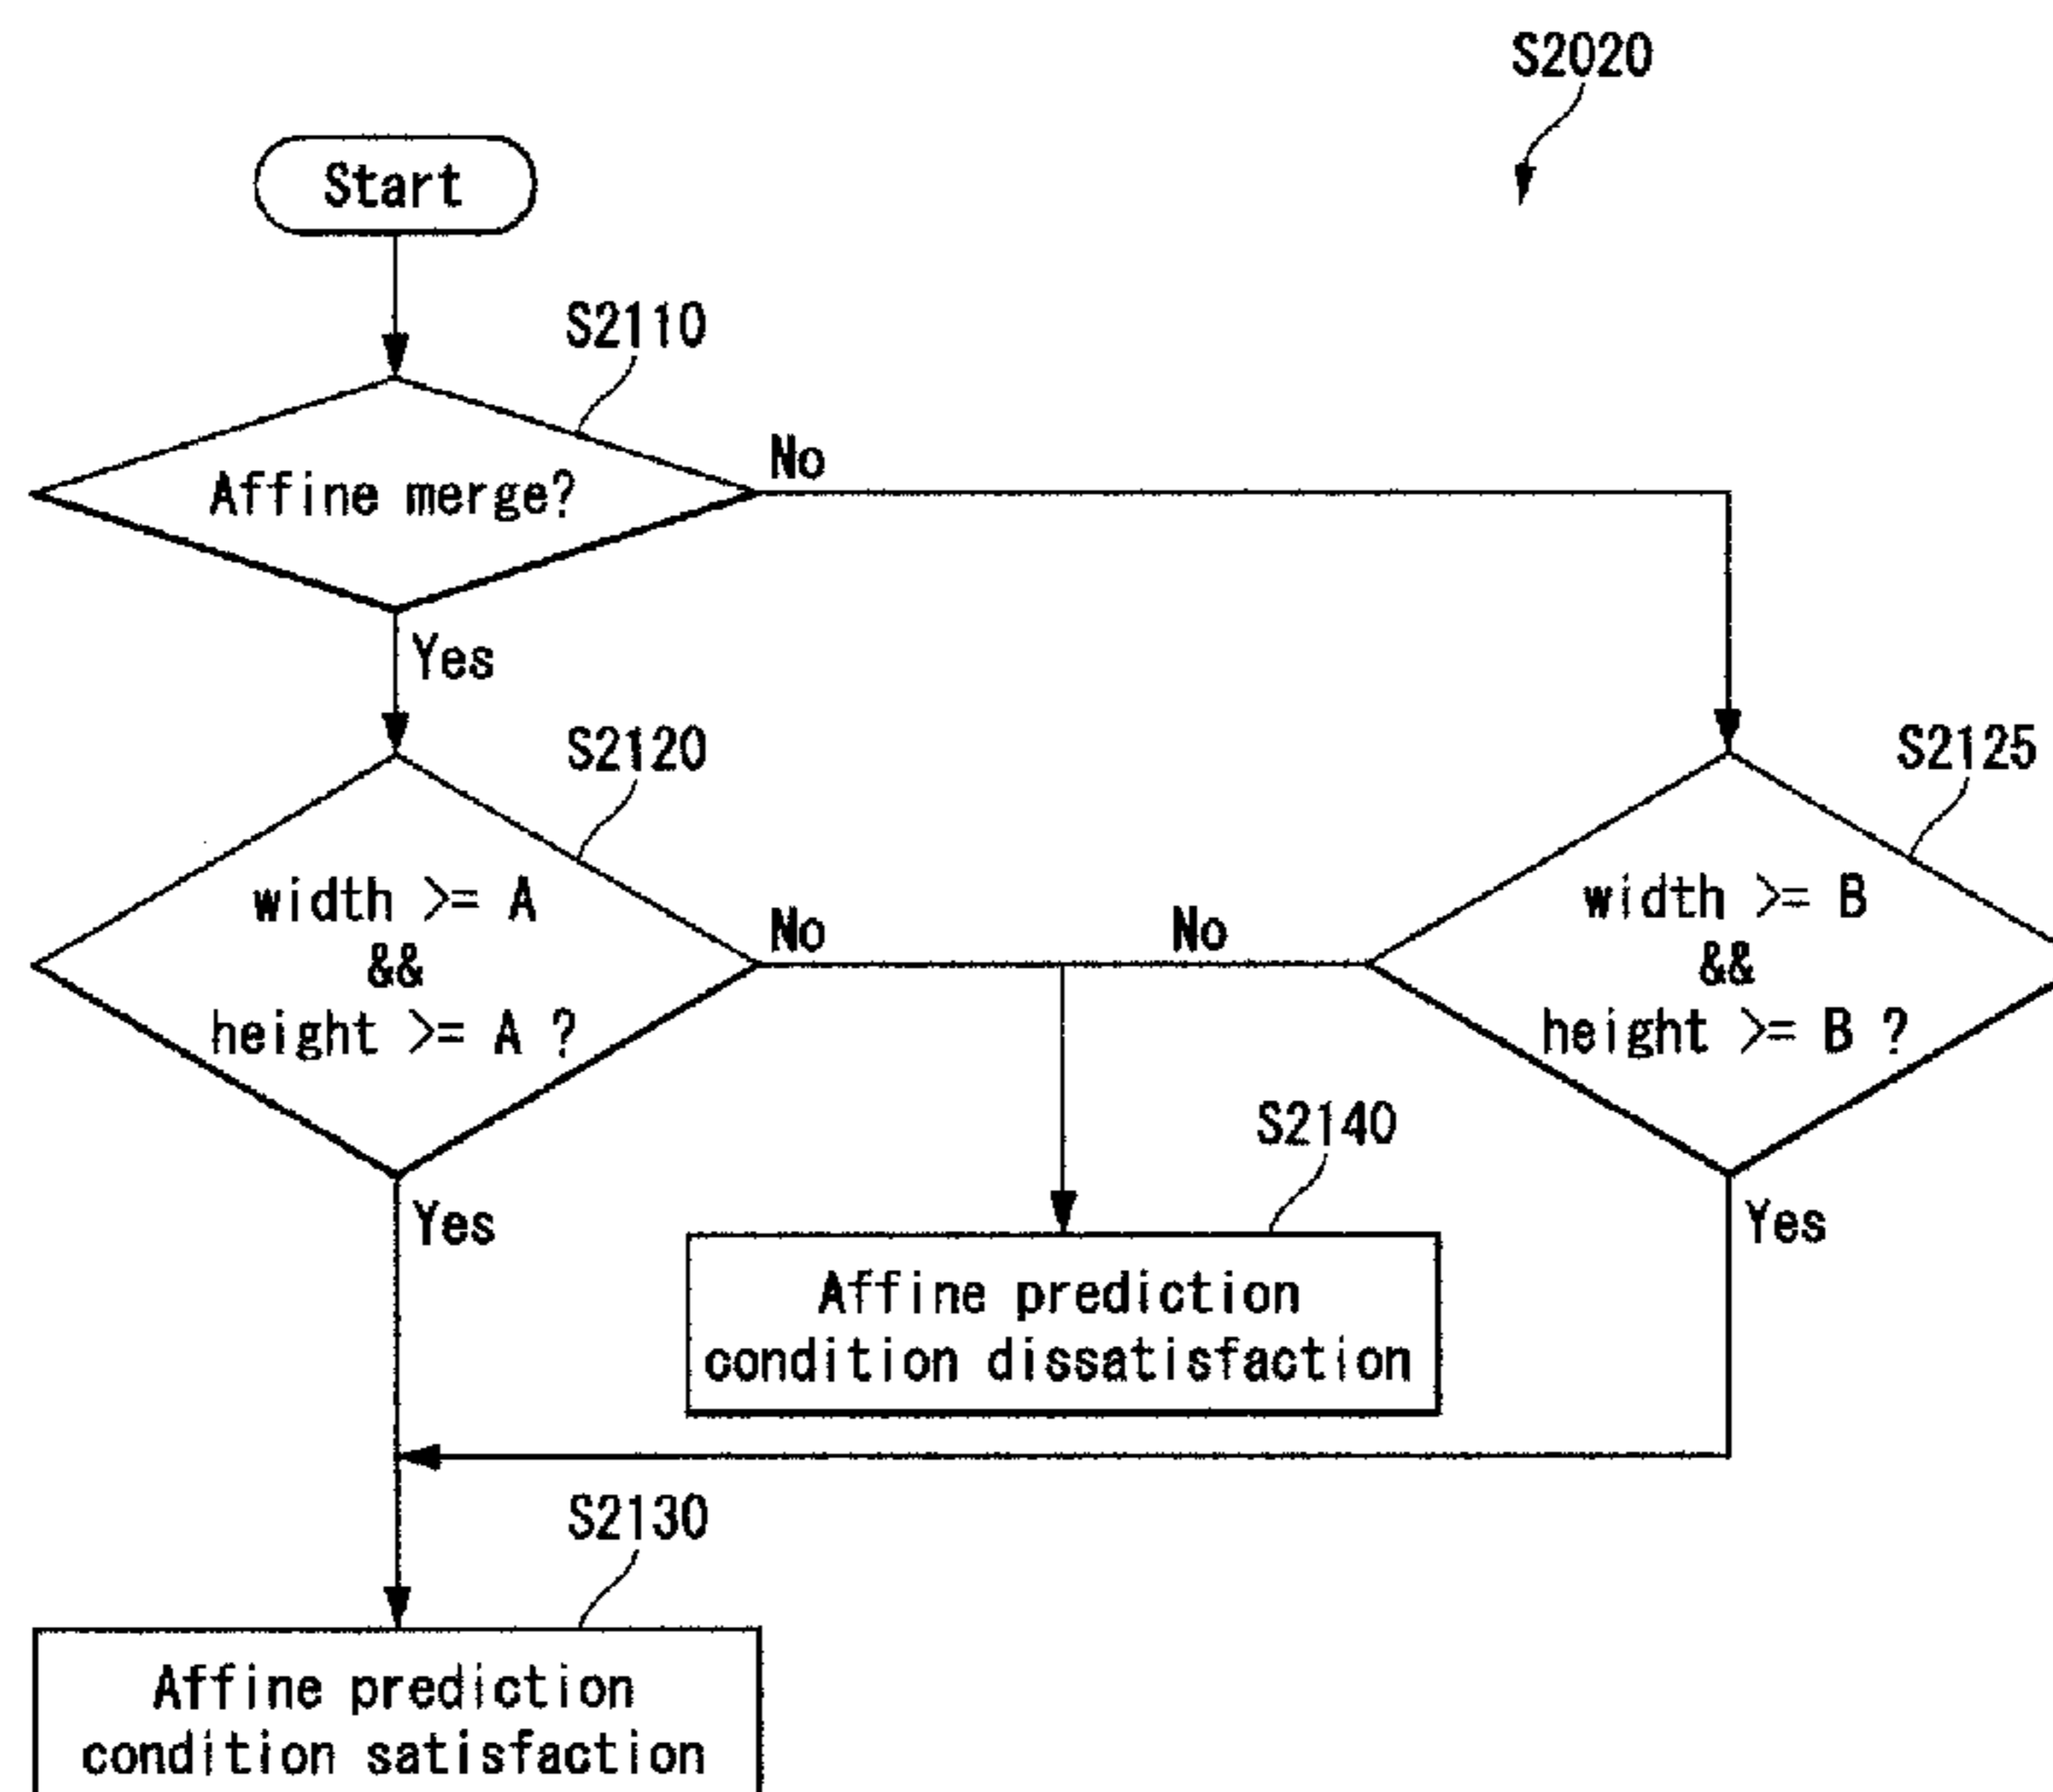 S2020
Start
S2110
Affine merge?
No
Yes
S2120
S2125
width >= A
&&
height >= A ?
No
No
width >= B
&&
height >= B ?
Yes
S2140
Yes
Affine prediction
condition dissatisfaction
S2130
Affine prediction
condition satisfaction